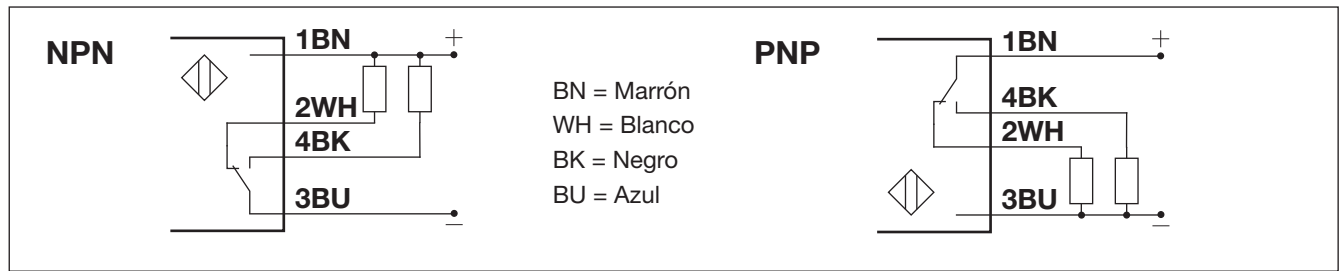 NPN
1BN
+
2WH
4BK
3BU
–
BN = Marrón
WH = Blanco
BK = Negro
BU = Azul
PNP
1BN
+
4BK
2WH
3BU
–